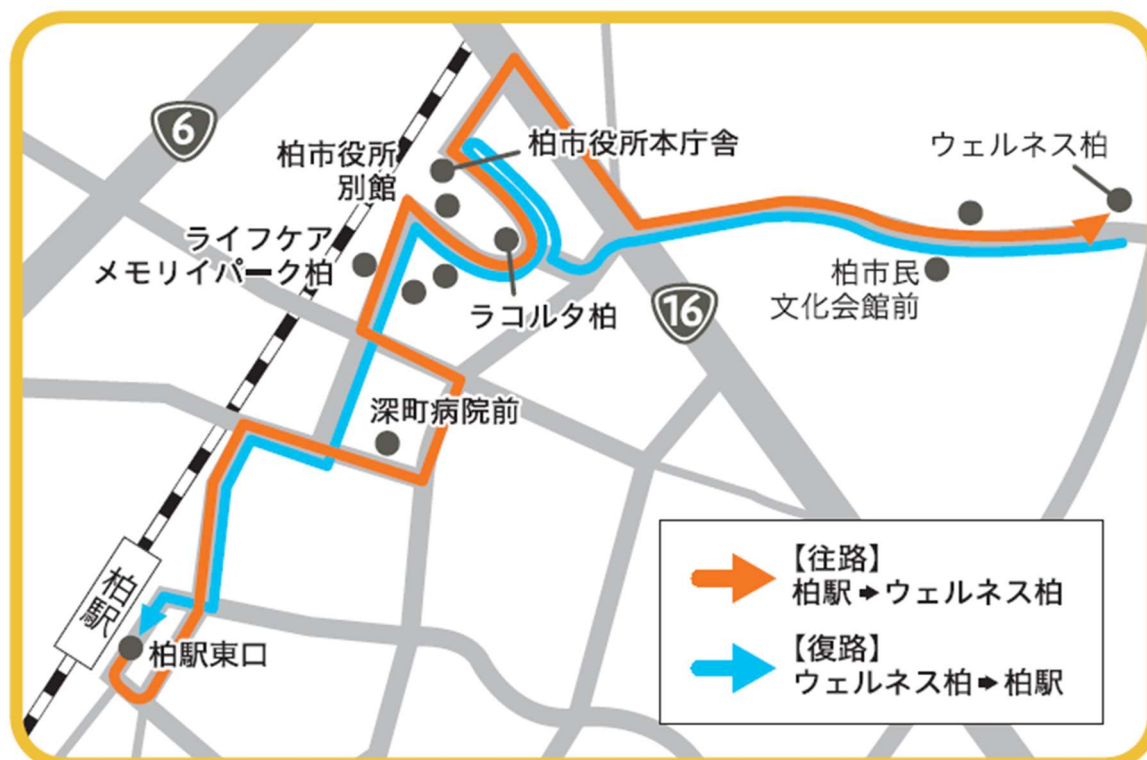 6
柏市役所
別館
柏市役所本庁舎
ウェルネス柏
ライフケア
メモリイパーク柏
ラコルタ柏
16
柏市民
文化会館前
深町病院前
柏駅
柏駅東口
【往路】
柏駅➡ウェルネス柏
【復路】
ウェルネス柏➡柏駅